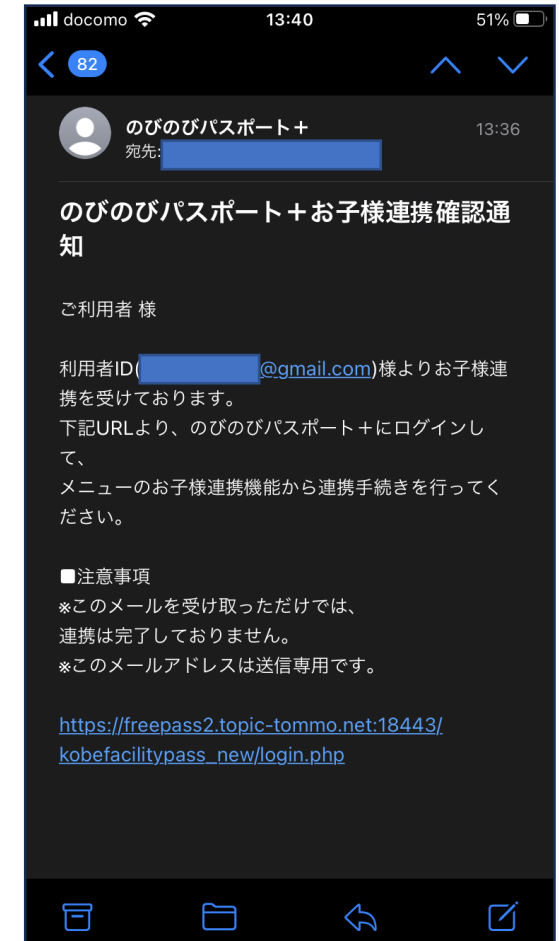 docomo 13:40 51%
82
のびのびパスポート＋ 13:36
宛先:
のびのびパスポート＋お子様連携確認通
知
ご利用者 様
利用者ID( @gmail.com)様よりお子様連
携を受けております。
下記URLより、のびのびパスポート＋にログインし
て、
メニューのお子様連携機能から連携手続きを行ってく
ださい。
■注意事項
※このメールを受け取っただけでは、
連携は完了しておりません。
※このメールアドレスは送信専用です。
https://freepass2.topic-tommo.net:18443/
kobefacilitypass_new/login.php